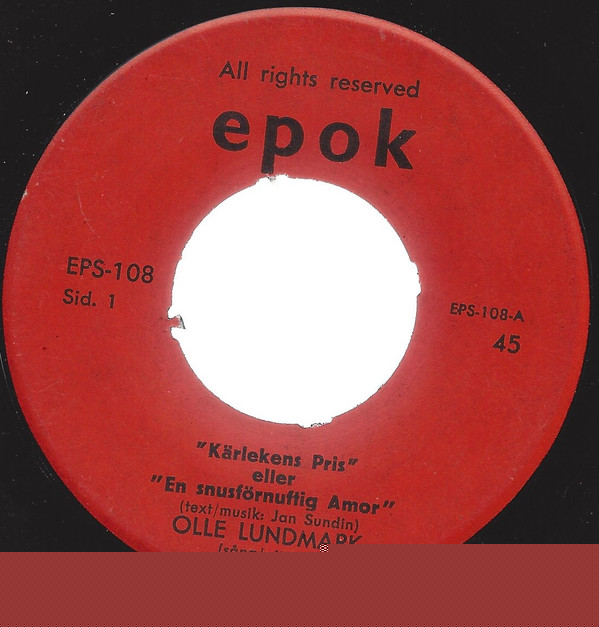 All rights reserved
epok
EPS-108
Sid. 1
EPS-108-A
45
"Kärlekens Pris"
eller
"En snusförnuftig Amor"
(text/musik: Jan Sundin)
OLLE LUNDMARK